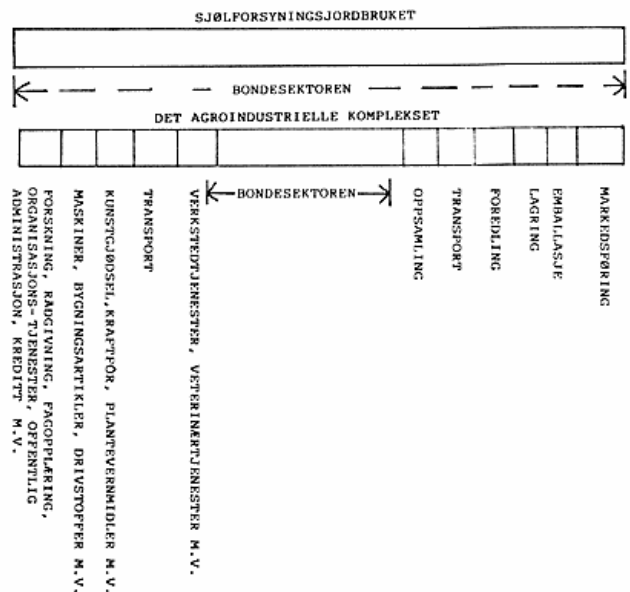 SJØLFORSYNINGSJORDBRUKET
BONDESEKTOREN
DET AGROINDUSTRIELLE KOMPLEKSET
FORSKNING, RÅDGIVNING, FAGOPPLÆRING,
ORGANISASJONS-TJENESTER, OFFENTLIG
ADMINISTRASJON, KREDITT M.V.
MASKINER, BYGNINGSARTIKLER, DRIVSTOFFER M.V.
KUNSTGJØDSEL, KRAFTFÔR, PLANTEVERNMIDLER M.V.
TRANSPORT
VERKSTEDTJENESTER, VETERINÆRTJENESTER M.V.
BONDESEKTOREN
OPPSAMLING
TRANSPORT
FOREDLING
LAGRING
EMBALLASJE
MARKEDSFØRING